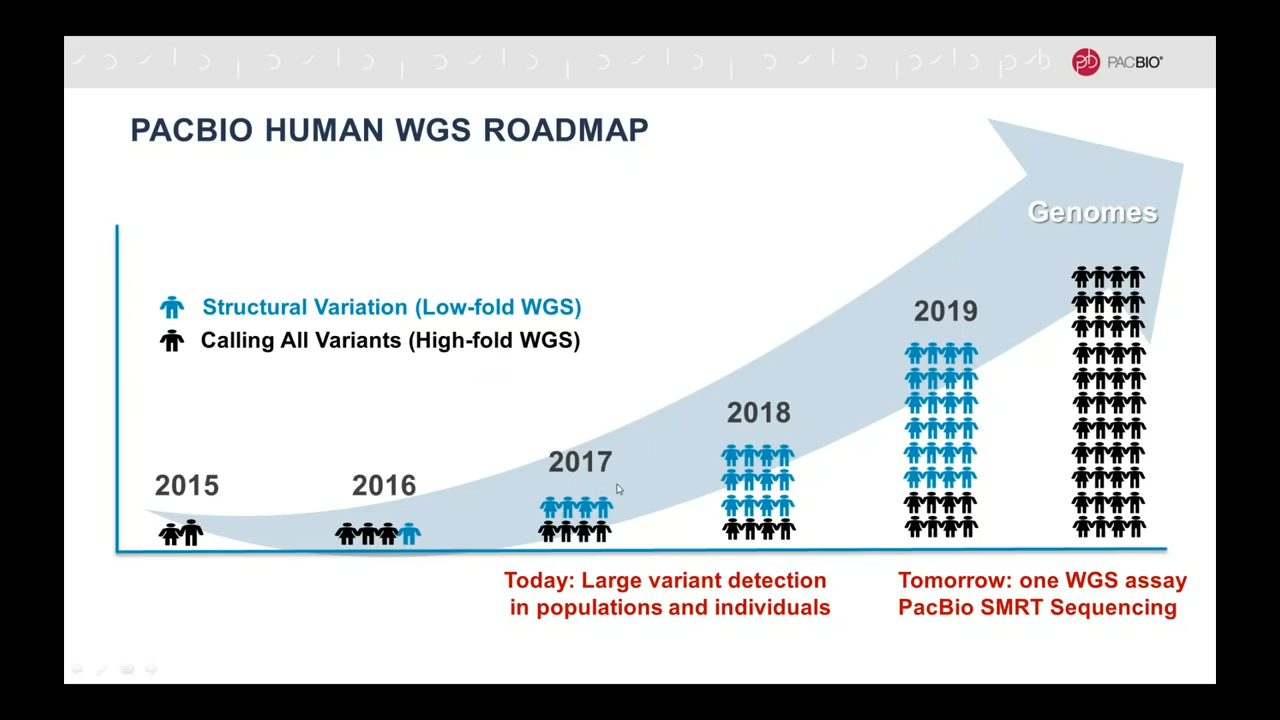 PACBIO®
PACBIO HUMAN WGS ROADMAP
Genomes
Structural Variation (Low-fold WGS)
Calling All Variants (High-fold WGS)
2015
2016
2017
2018
2019
Today: Large variant detection
in populations and individuals
Tomorrow: one WGS assay
PacBio SMRT Sequencing